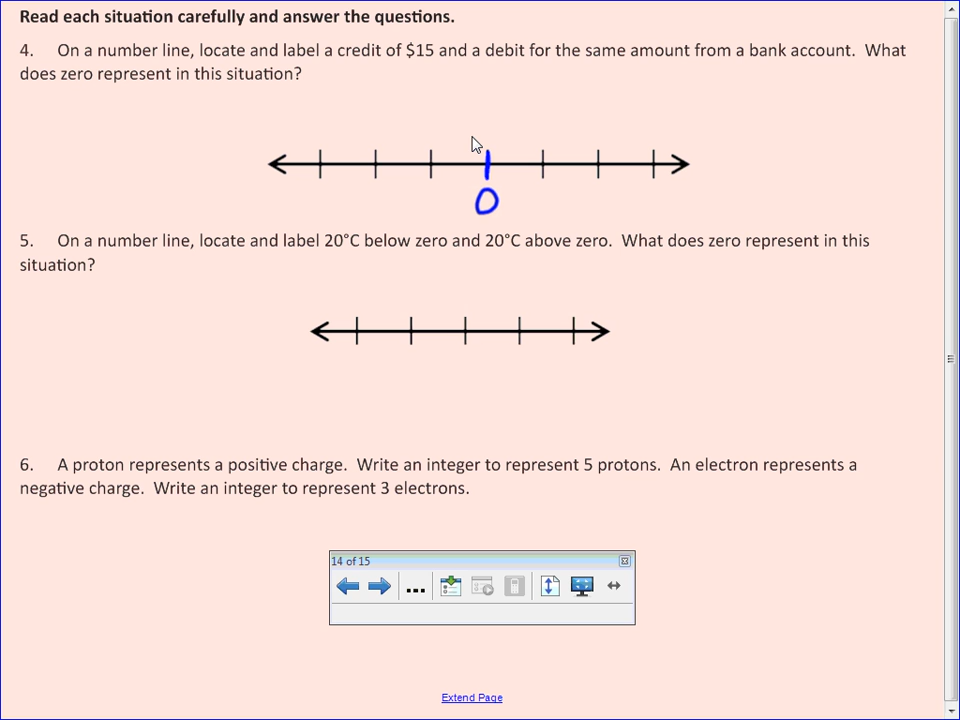 Read each situation carefully and answer the questions.
4. On a number line, locate and label a credit of $15 and a debit for the same amount from a bank account. What
does zero represent in this situation?
0
5. On a number line, locate and label 20°C below zero and 20°C above zero. What does zero represent in this
situation?
6. A proton represents a positive charge. Write an integer to represent 5 protons. An electron represents a
negative charge. Write an integer to represent 3 electrons.
14 of 15
Extend Page